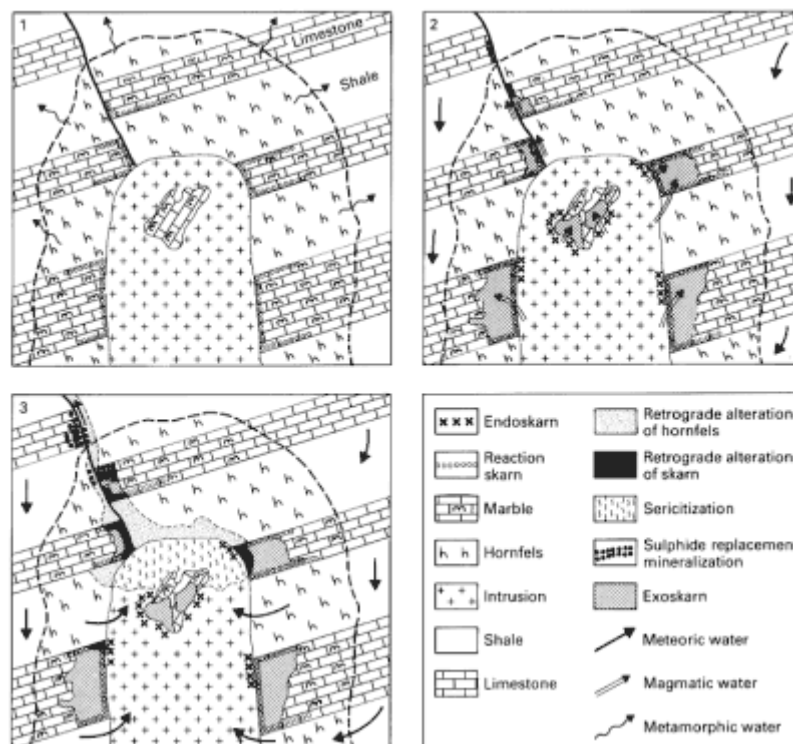 1
Limestone
Shale
2
3
Endoskarn
Reaction
skarn
Marble
Hornfels
Intrusion
Shale
Limestone
Retrograde alteration
of hornfels
Retrograde alteration
of skarn
Sericitization
Sulphide replacemen
mineralization
Exoskarn
Meteoric water
Magmatic water
Metamorphic water